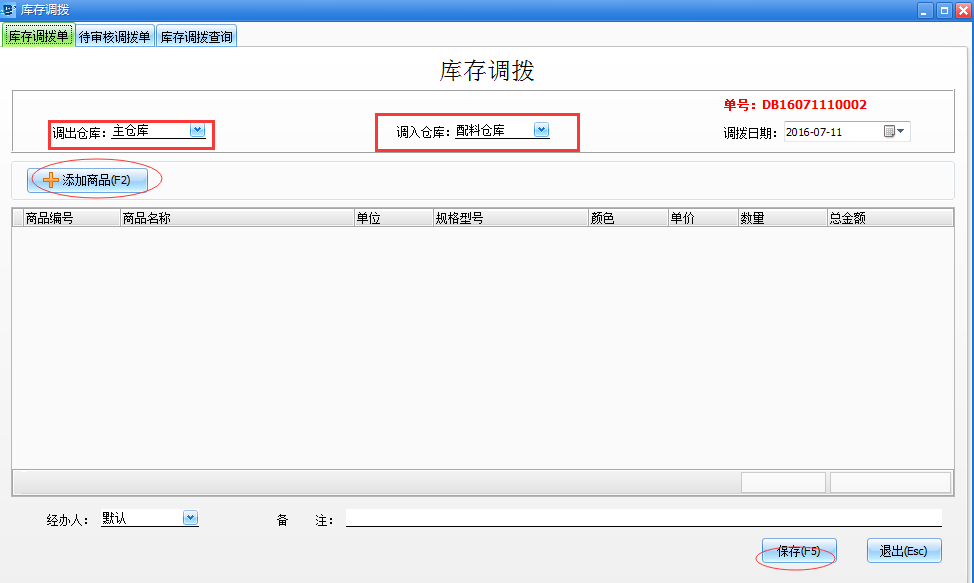 库存调拨
库存调拨单 待审核调拨单 库存调拨查询
库存调拨
单号：DB16071110002
调出仓库：主仓库 调入仓库：配料仓库 调拨日期：2016-07-11
添加商品(F2)
商品编号 商品名称 单位 规格型号 颜色 单价 数量 总金额
经办人：默认 备 注：
保存(F5) 退出(Esc)